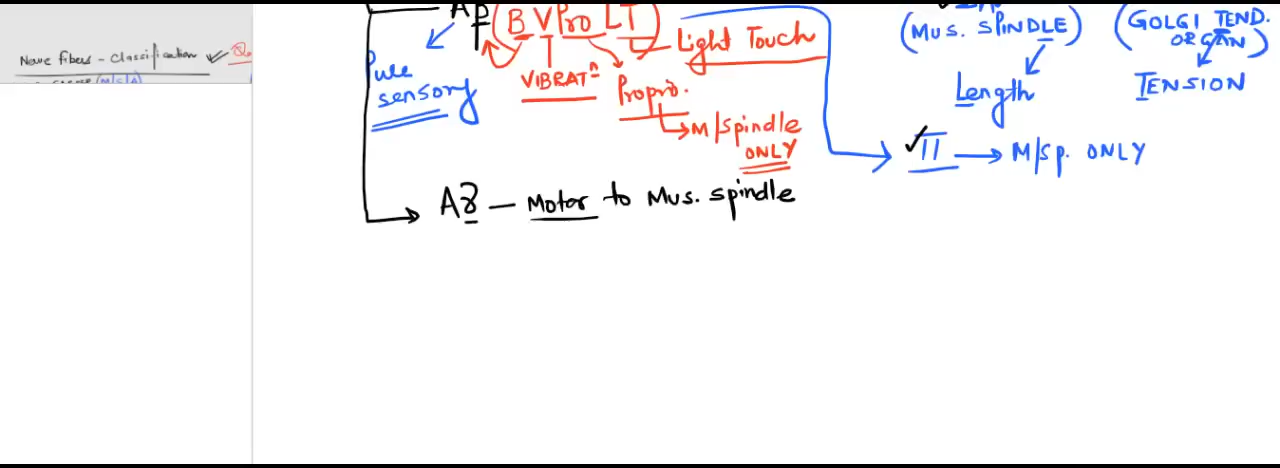 Nerve fibers - Classification ✓
Aβ (B V Pro LT)
Light Touch
Pure
sensory
VIBRATⁿ
Propro.
M/spindle
ONLY
(MUS. SPINDLE)
Length
(GOLGI TEND.
ORGAN)
TENSION
✓ II → M/Sp. ONLY
Aγ — Motor to Mus. spindle